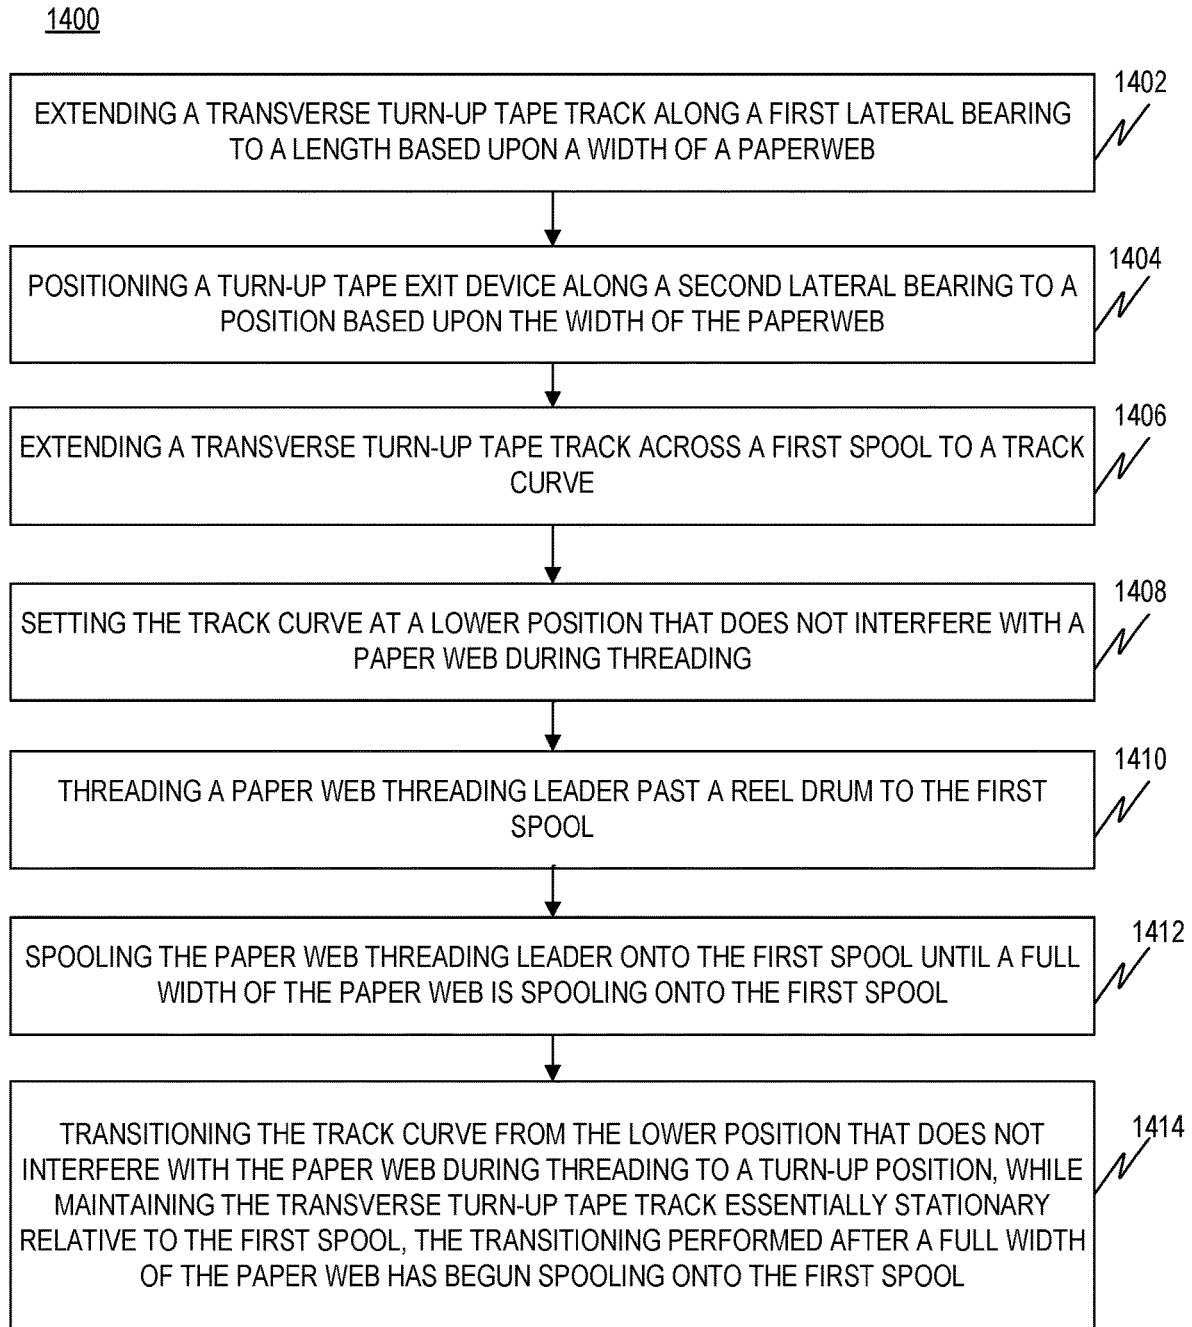 1400
1402
EXTENDING A TRANSVERSE TURN-UP TAPE TRACK ALONG A FIRST LATERAL BEARING
TO A LENGTH BASED UPON A WIDTH OF A PAPERWEB
1404
POSITIONING A TURN-UP TAPE EXIT DEVICE ALONG A SECOND LATERAL BEARING TO A
POSITION BASED UPON THE WIDTH OF THE PAPERWEB
1406
EXTENDING A TRANSVERSE TURN-UP TAPE TRACK ACROSS A FIRST SPOOL TO A TRACK
CURVE
1408
SETTING THE TRACK CURVE AT A LOWER POSITION THAT DOES NOT INTERFERE WITH A
PAPER WEB DURING THREADING
1410
THREADING A PAPER WEB THREADING LEADER PAST A REEL DRUM TO THE FIRST
SPOOL
1412
SPOOLING THE PAPER WEB THREADING LEADER ONTO THE FIRST SPOOL UNTIL A FULL
WIDTH OF THE PAPER WEB IS SPOOLING ONTO THE FIRST SPOOL
1414
TRANSITIONING THE TRACK CURVE FROM THE LOWER POSITION THAT DOES NOT
INTERFERE WITH THE PAPER WEB DURING THREADING TO A TURN-UP POSITION, WHILE
MAINTAINING THE TRANSVERSE TURN-UP TAPE TRACK ESSENTIALLY STATIONARY
RELATIVE TO THE FIRST SPOOL, THE TRANSITIONING PERFORMED AFTER A FULL WIDTH
OF THE PAPER WEB HAS BEGUN SPOOLING ONTO THE FIRST SPOOL